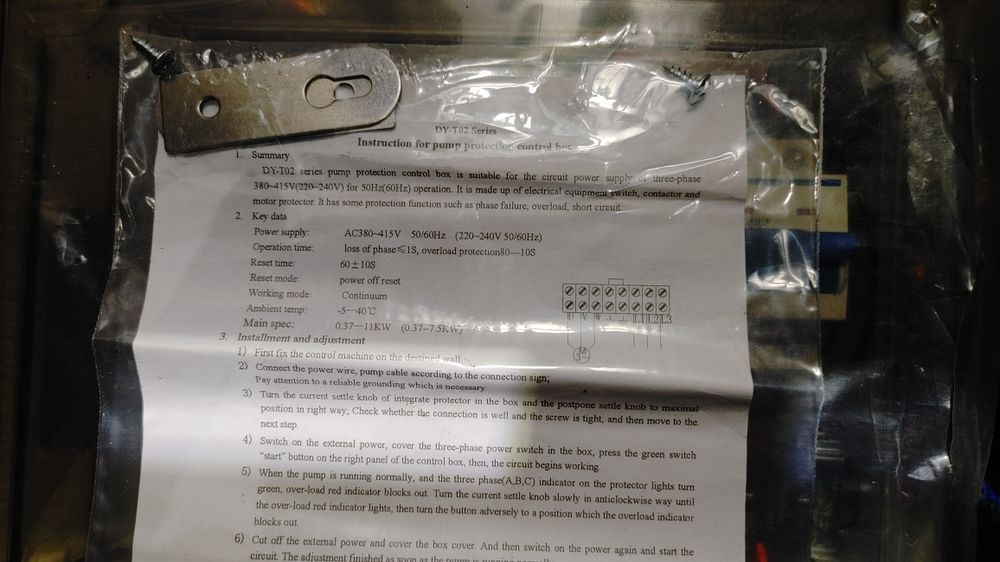 DY-T02 Series
Instruction for pump protection control box
1. Summary
DY-T02 series pump protection control box is suitable for the circuit power supply of three-phase
380~415V(220~240V) for 50Hz(60Hz) operation. It is made up of electrical equipment switch, contactor and
motor protector. It has some protection function such as phase failure, overload, short circuit.
2. Key data
Power supply: AC380~415V 50/60Hz (220~240V 50/60Hz)
Operation time: loss of phase≤1S, overload protection80—10S
Reset time: 60±10S
Reset mode: power off reset
Working mode: Continuum
Ambient temp: -5—40℃
Main spec: 0.37—11KW (0.37~7.5KW)
U V W L1 L2 L3
M
3~
3. Installment and adjustment
1) First fix the control machine on the destined wall
2) Connect the power wire, pump cable according to the connection sign;
Pay attention to a reliable grounding which is necessary
3) Turn the current settle knob of integrate protector in the box and the postpone settle knob to maximal
position in right way; Check whether the connection is well and the screw is tight, and then move to the
next step.
4) Switch on the external power, cover the three-phase power switch in the box, press the green switch
“start” button on the right panel of the control box, then, the circuit begins working.
5) When the pump is running normally, and the three phase(A,B,C) indicator on the protector lights turn
green, over-load red indicator blocks out. Turn the current settle knob slowly in anticlockwise way until
the over-load red indicator lights, then turn the button adversely to a position which the overload indicator
blocks out.
6) Cut off the external power and cover the box cover. And then switch on the power again and start the
circuit. The adjustment finished as soon as the pump is running